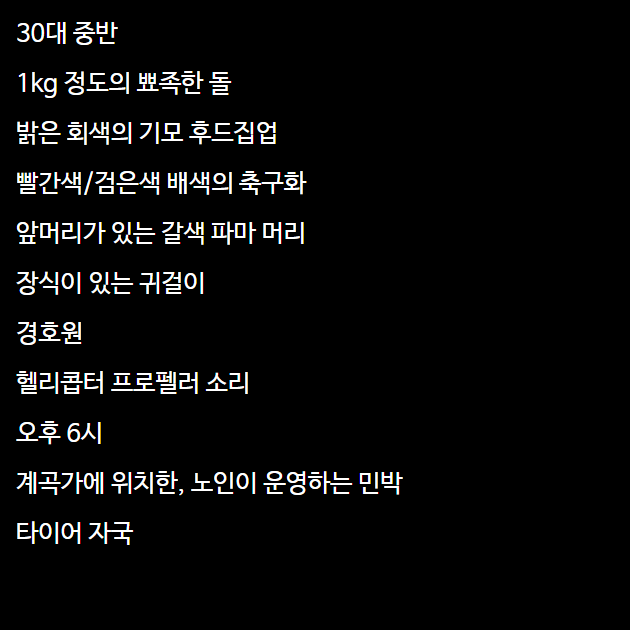 30대 중반
1kg 정도의 뾰족한 돌
밝은 회색의 기모 후드집업
빨간색/검은색 배색의 축구화
앞머리가 있는 갈색 파마 머리
장식이 있는 귀걸이
경호원
헬리콥터 프로펠러 소리
오후 6시
계곡가에 위치한, 노인이 운영하는 민박
타이어 자국